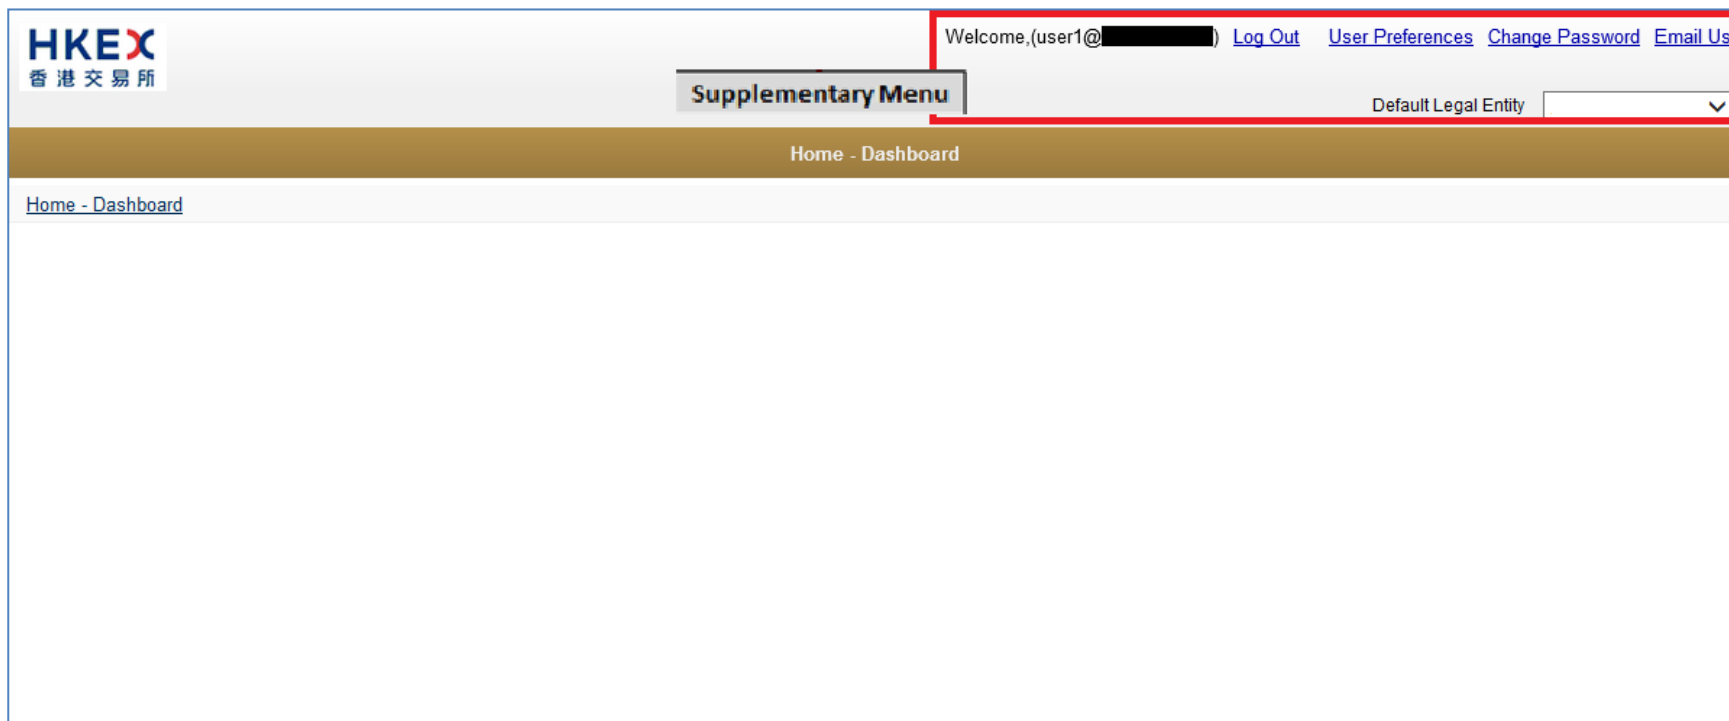 HKEX
香港交易所
Welcome,(user1@ ) Log Out User Preferences Change Password Email Us
Supplementary Menu
Default Legal Entity
Home - Dashboard
Home - Dashboard